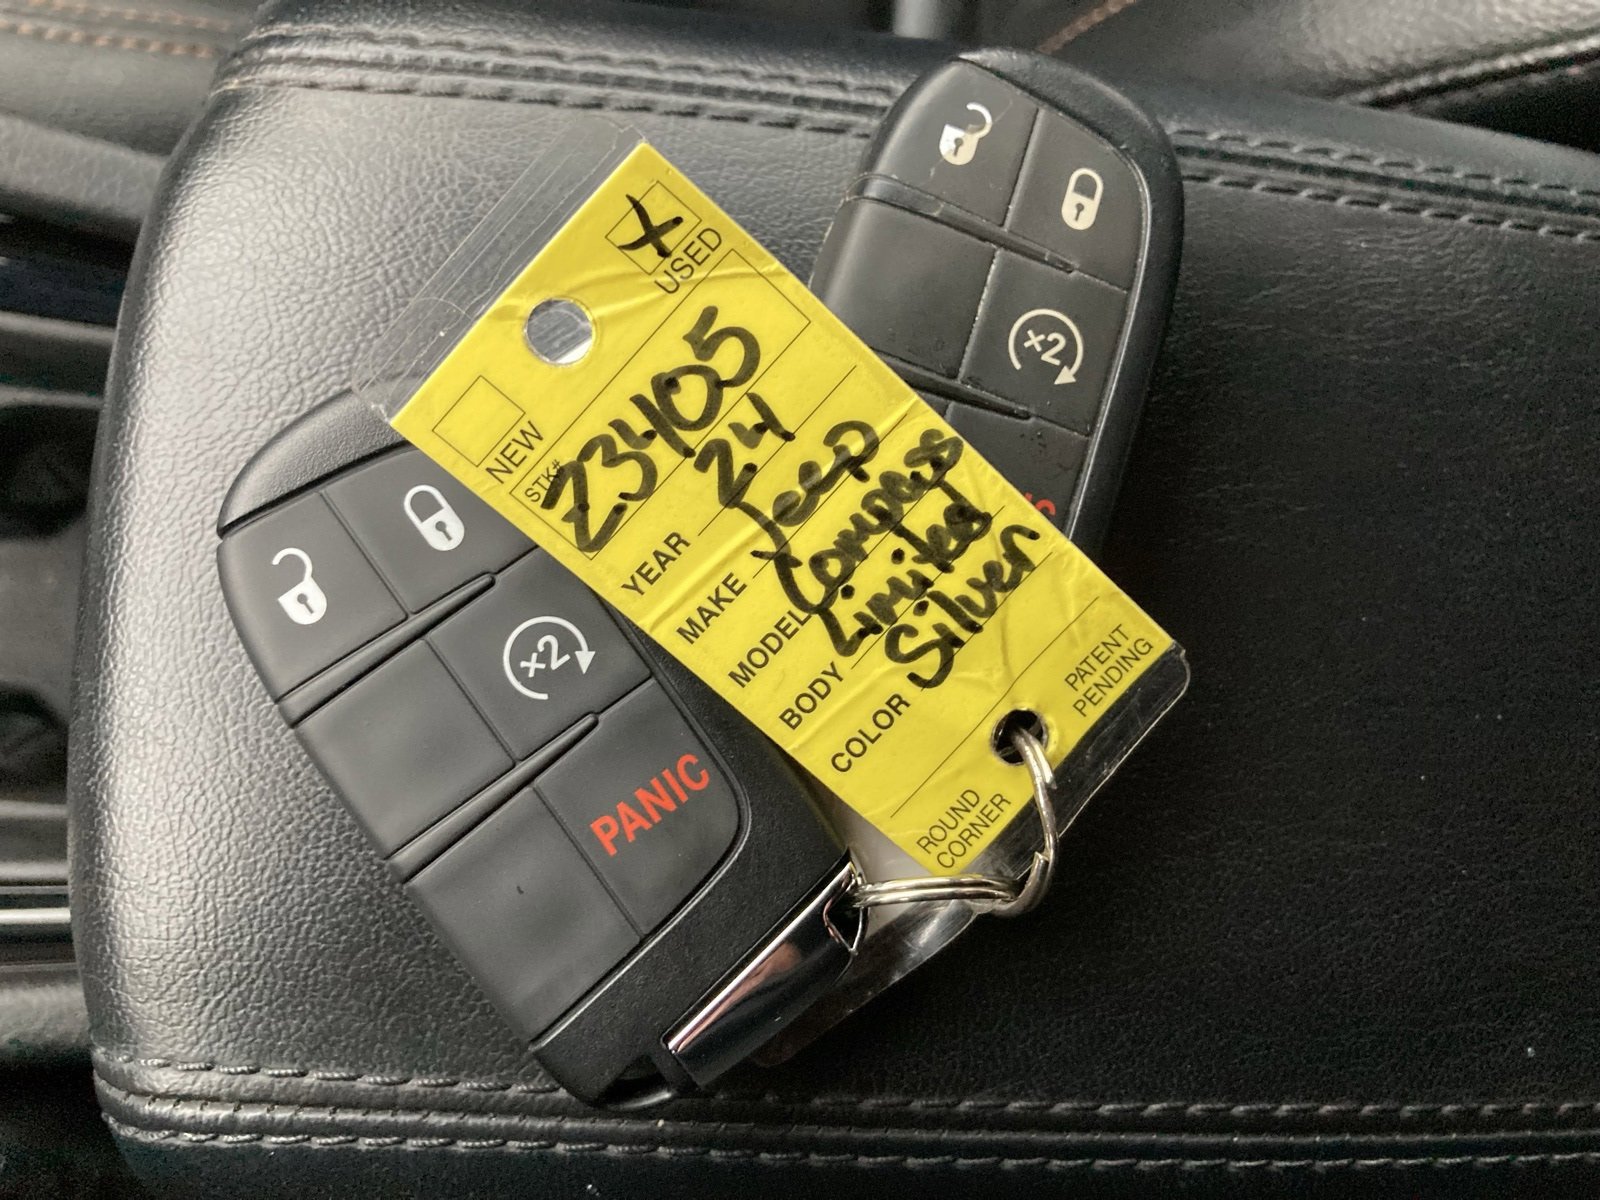 X
USED
NEW
STK# Z3405
YEAR 24
MAKE Jeep
MODEL Compass
BODY Limited
COLOR Silver
PATENT
PENDING
ROUND
CORNER
x2
x2
PANIC